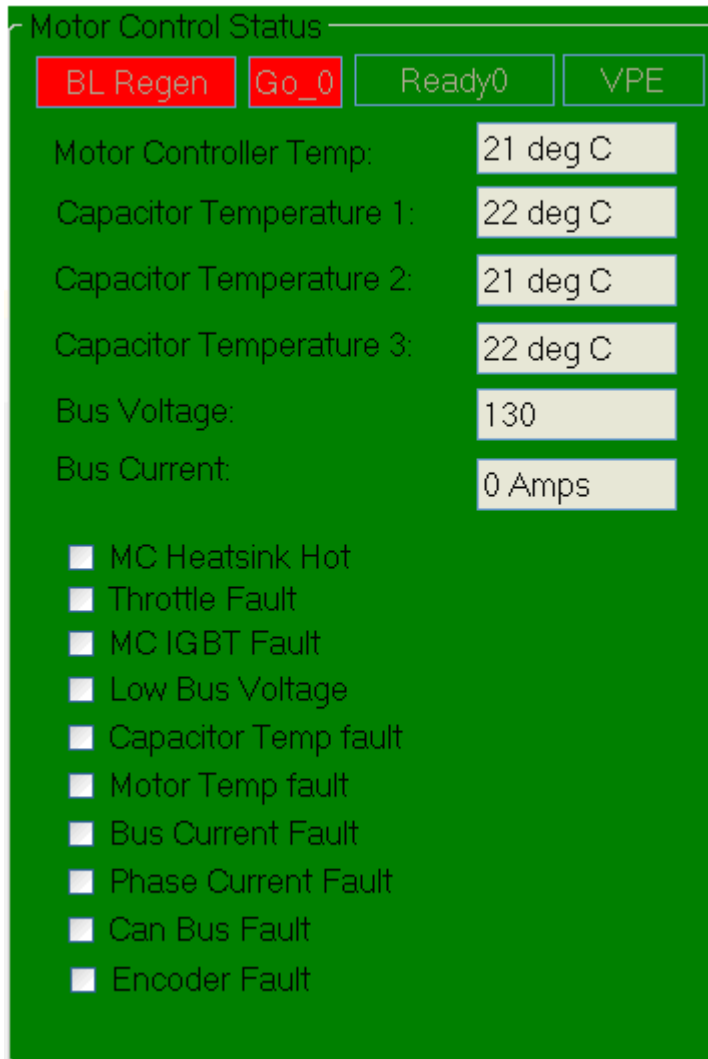 Motor Control Status
BL Regen Go_0 Ready0 VPE
Motor Controller Temp: 21 deg C
Capacitor Temperature 1: 22 deg C
Capacitor Temperature 2: 21 deg C
Capacitor Temperature 3: 22 deg C
Bus Voltage: 130
Bus Current: 0 Amps
MC Heatsink Hot
Throttle Fault
MC IGBT Fault
Low Bus Voltage
Capacitor Temp fault
Motor Temp fault
Bus Current Fault
Phase Current Fault
Can Bus Fault
Encoder Fault